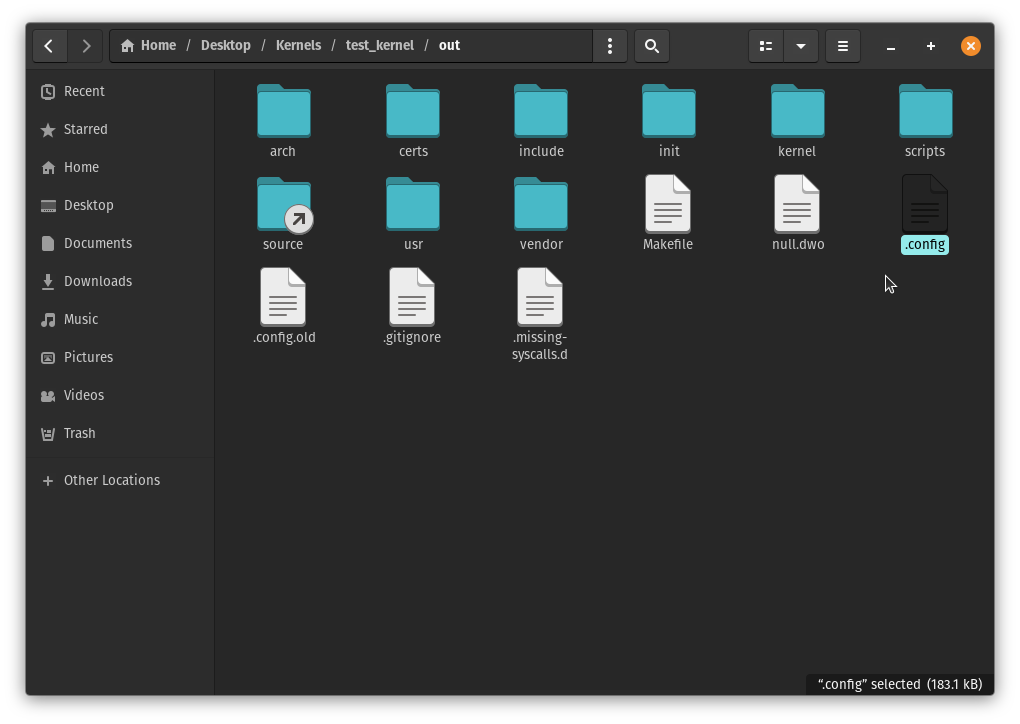 Home / Desktop / Kernels / test_kernel / out
Recent
Starred
Home
Desktop
Documents
Downloads
Music
Pictures
Videos
Trash
Other Locations
arch certs include init kernel scripts
source usr vendor Makefile null.dwo .config
.config.old .gitignore .missing-
syscalls.d
“.config” selected (183.1 kB)